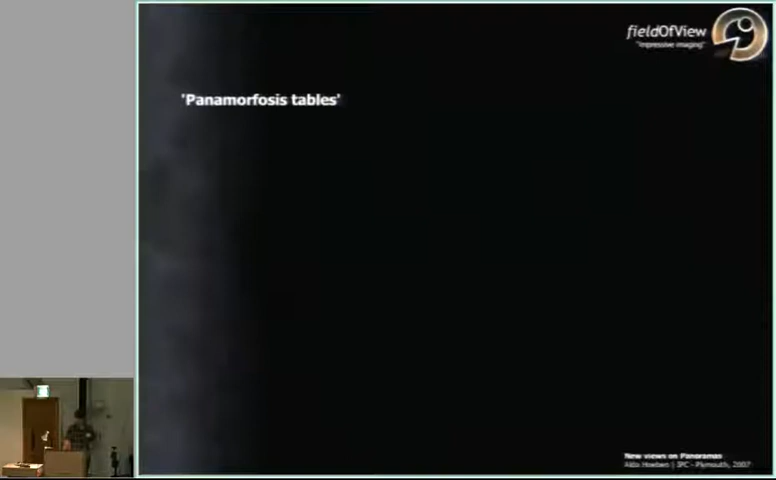 fieldOfView
"impressive imaging"
'Panamorfosis tables'
New views on Panoramas
Aldo Hoeben | IPC - Plymouth, 2007